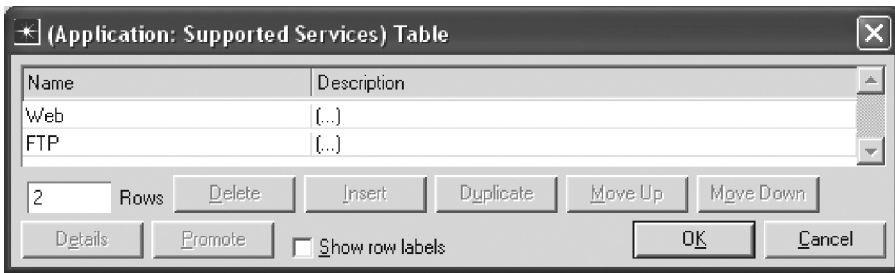 (Application: Supported Services) Table
Name Description
Web (...)
FTP (...)
2 Rows Delete Insert Duplicate Move Up Move Down
Details Promote Show row labels OK Cancel